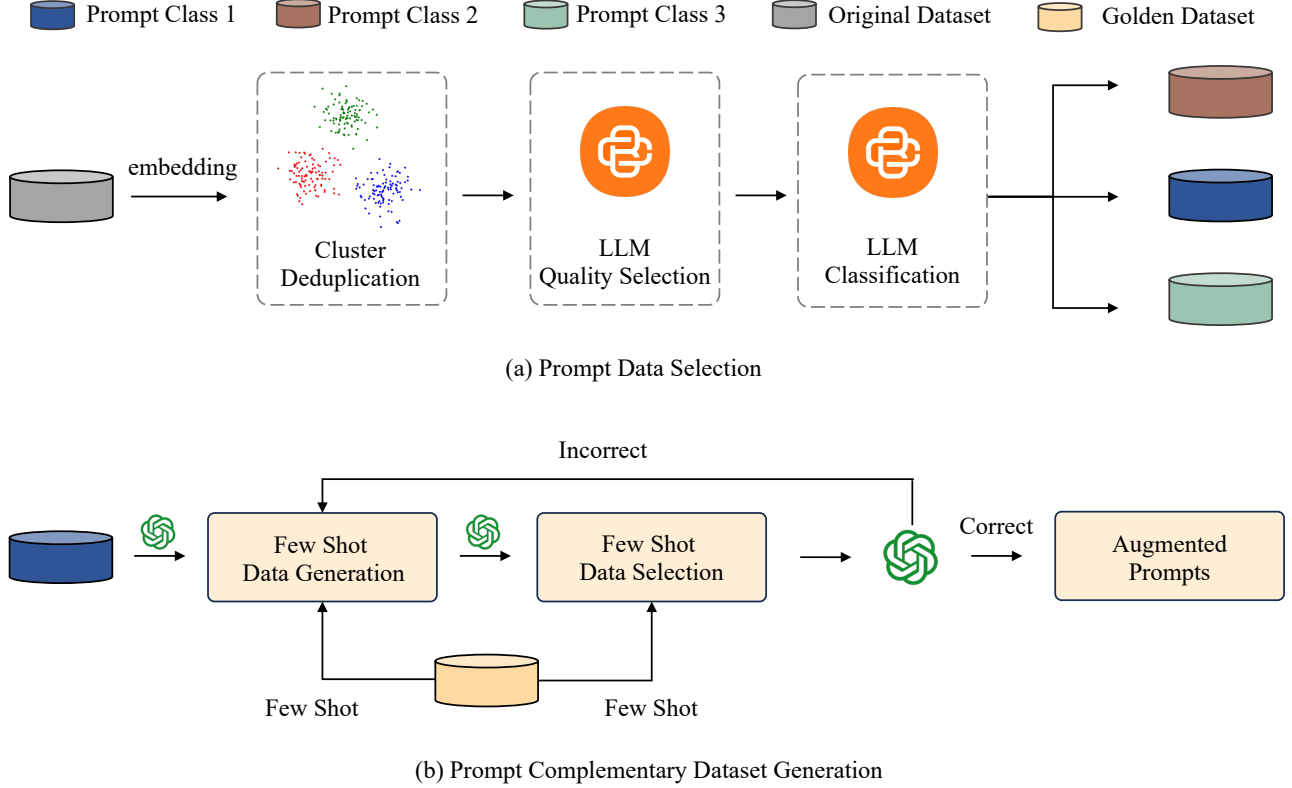 Prompt Class 1
Prompt Class 2
Prompt Class 3
Original Dataset
Golden Dataset
embedding
Cluster
Deduplication
LLM
Quality Selection
LLM
Classification
(a) Prompt Data Selection
Incorrect
Few Shot
Data Generation
Few Shot
Data Selection
Correct
Augmented
Prompts
Few Shot
Few Shot
(b) Prompt Complementary Dataset Generation